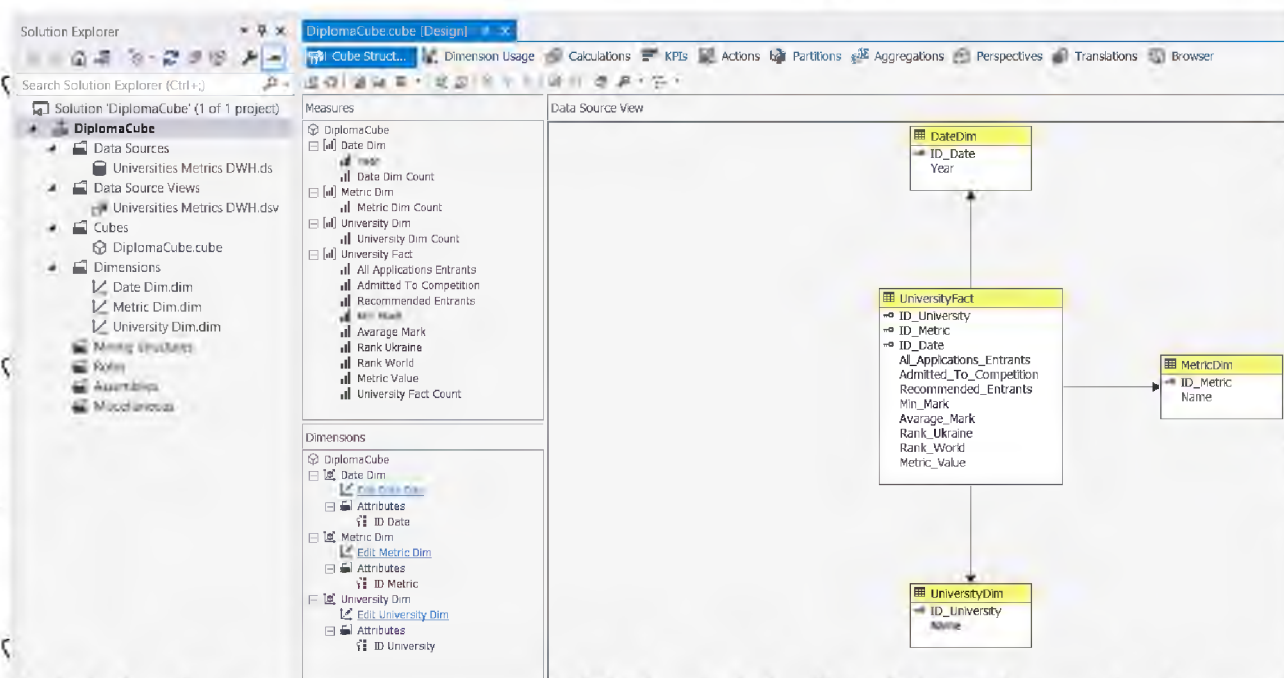 Solution Explorer
Search Solution Explorer (Ctrl+;)
Solution 'DiplomaCube' (1 of 1 project)
DiplomaCube
Data Sources
Universities Metrics DWH.ds
Data Source Views
Universities Metrics DWH.dsv
Cubes
DiplomaCube.cube
Dimensions
Date Dim.dim
Metric Dim.dim
University Dim.dim
DiplomaCube.cube [Design]
Cube Struct... Dimension Usage Calculations KPIs Actions Partitions Aggregations Perspectives Translations Browser
Measures
DiplomaCube
Date Dim
Date Dim Count
Metric Dim
Metric Dim Count
University Dim
University Dim Count
University Fact
All Applications Entrants
Admitted To Competition
Recommended Entrants
Avarage Mark
Rank Ukraine
Rank World
Metric Value
University Fact Count
Dimensions
DiplomaCube
Date Dim
Attributes
ID Date
Metric Dim
Edit Metric Dim
Attributes
ID Metric
University Dim
Edit University Dim
Attributes
ID University
Data Source View
DateDim
ID_Date
Year
UniversityFact
ID_University
ID_Metric
ID_Date
All_Applications_Entrants
Admitted_To_Competition
Recommended_Entrants
Min_Mark
Avarage_Mark
Rank_Ukraine
Rank_World
Metric_Value
MetricDim
ID_Metric
Name
UniversityDim
ID_University